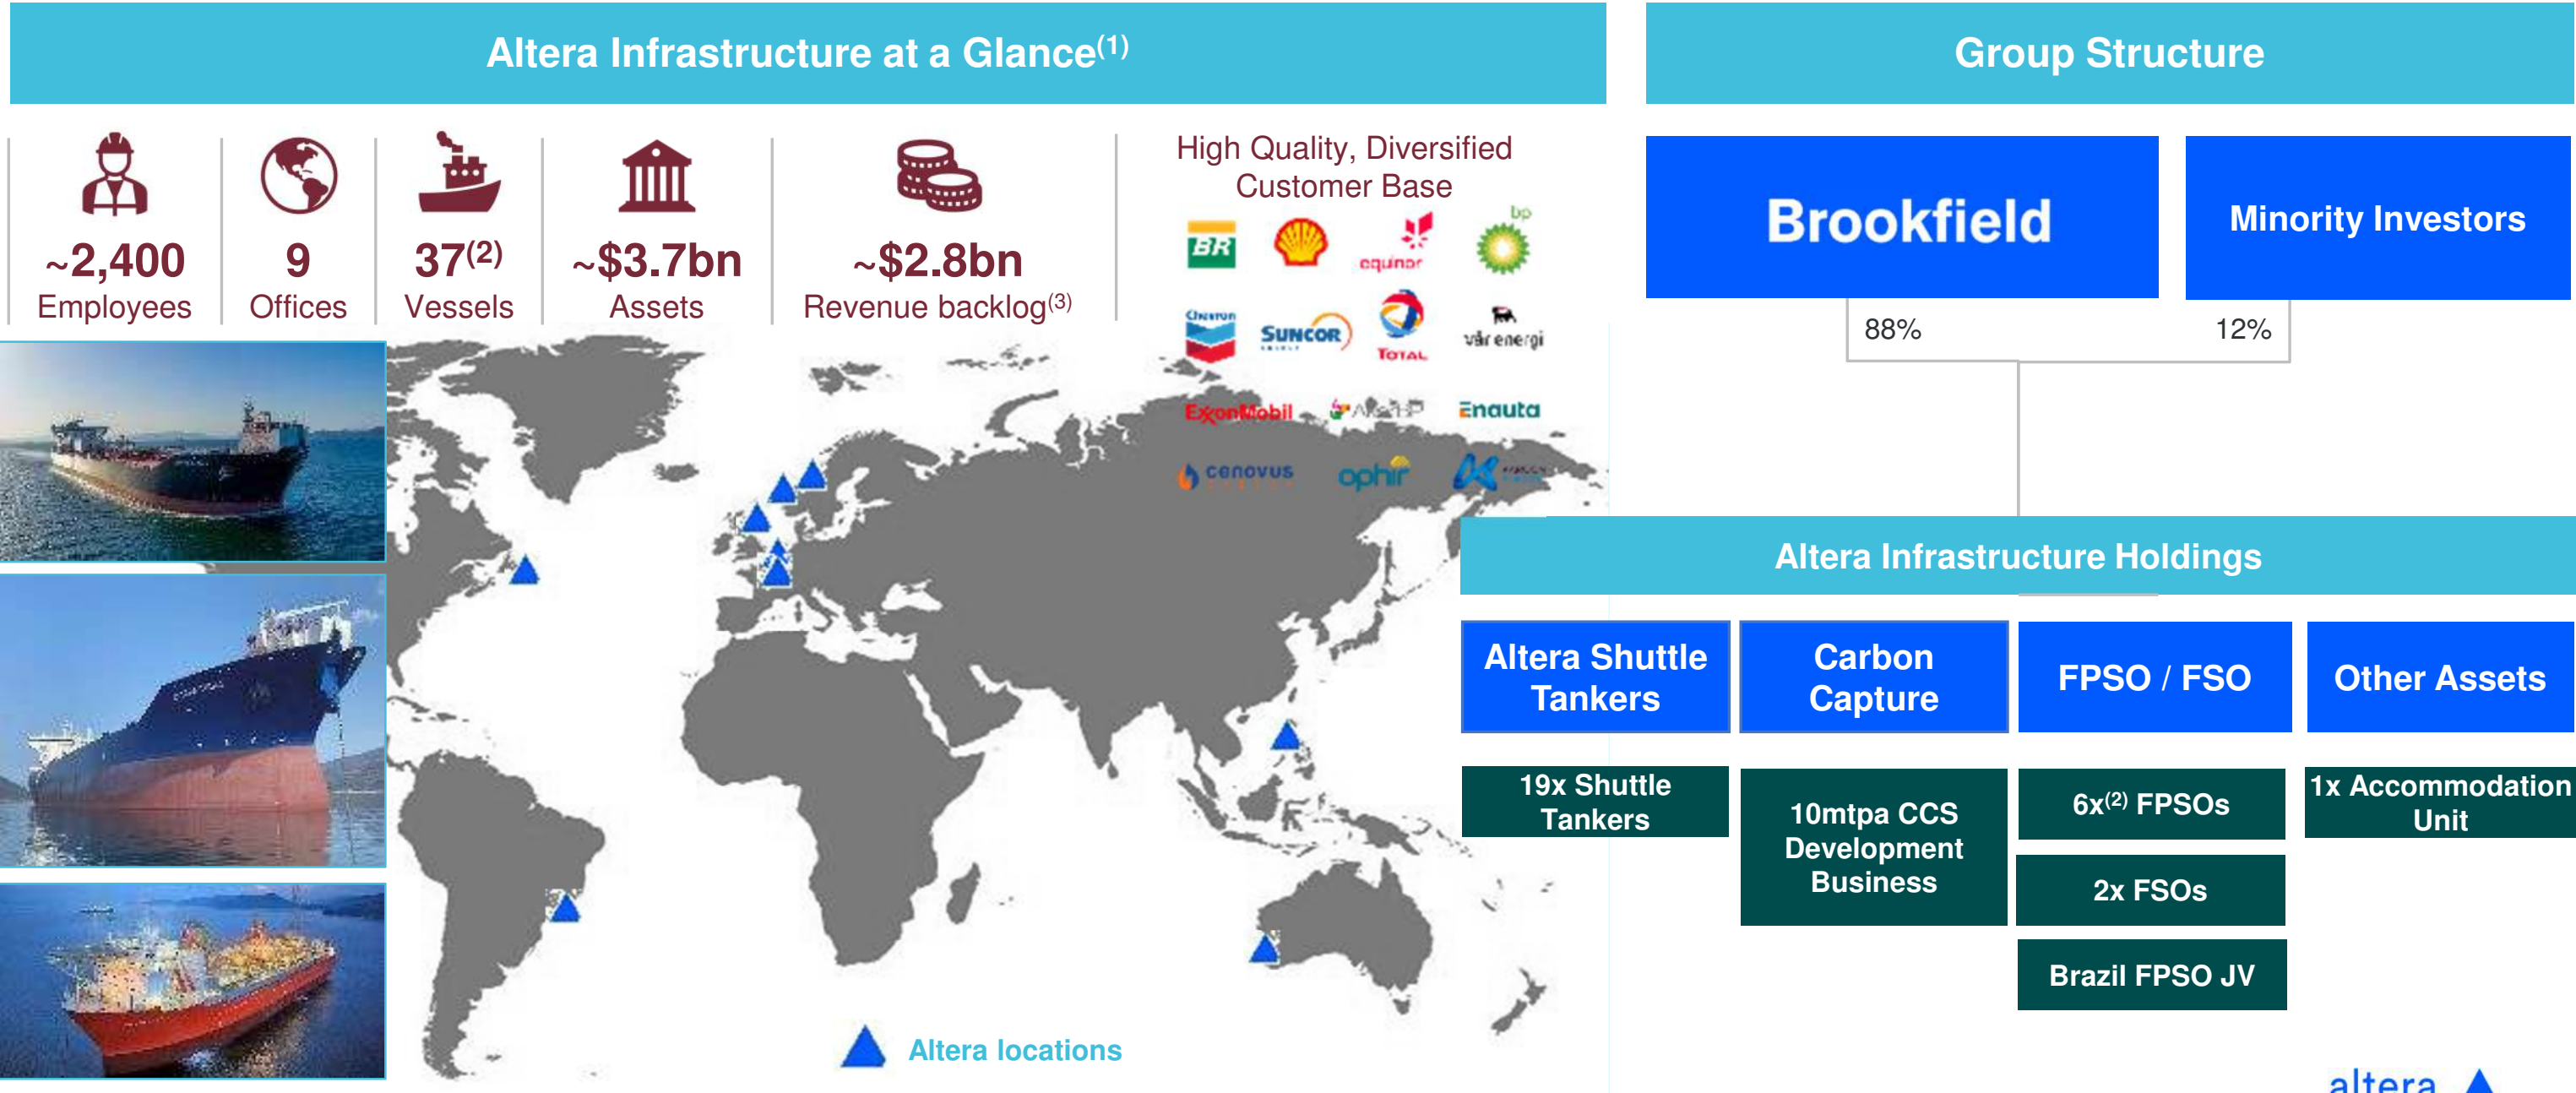 Altera Infrastructure at a Glance(1)
~2,400
Employees
9
Offices
37(2)
Vessels
~$3.7bn
Assets
~$2.8bn
Revenue backlog(3)
High Quality, Diversified
Customer Base
BR
equinor
bp
Chevron
SUNCOR
ENERGY
TOTAL
vår energi
ExxonMobil
Enauta
cenovus
ophir
Altera locations
Group Structure
Brookfield
Minority Investors
88%
12%
Altera Infrastructure Holdings
Altera Shuttle
Tankers
Carbon
Capture
FPSO / FSO
Other Assets
19x Shuttle
Tankers
10mtpa CCS
Development
Business
6x(2) FPSOs
2x FSOs
Brazil FPSO JV
1x Accommodation
Unit
altera